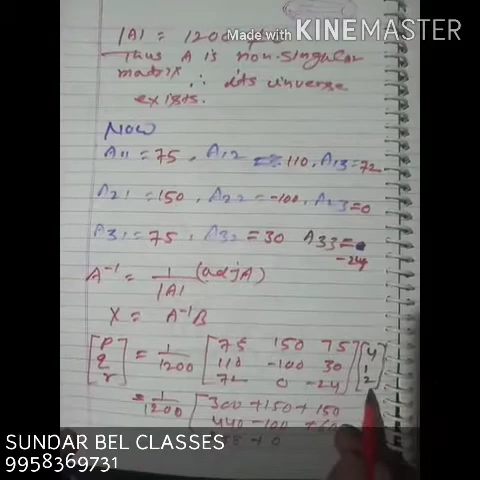 Made with
KINEMASTER
|A| = 1200
Thus A is non-singular
matrix ∴ its inverse
exists.
Now
A11 = 75, A12 = 110, A13 = 72
A21 = 150, A22 = -100, A23 = 0
A31 = 75, A32 = 30 A33 =
-24
A⁻¹ = 1/|A| (adjA)
X = A⁻¹B
[p q r] = 1/1200 [75 150 75 110 -100 30 72 0 -24] [4 1 2]
= 1/1200 [300 + 150 + 150
440 - 100 + 60
+ 0
SUNDAR BEL CLASSES
9958369731